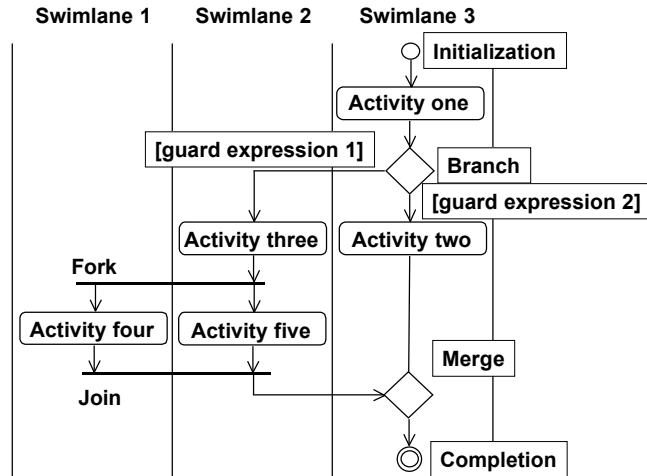 Swimlane 1
Swimlane 2
Swimlane 3
Initialization
Activity one
[guard expression 1]
Branch
[guard expression 2]
Activity three
Activity two
Fork
Activity four
Activity five
Merge
Join
Completion